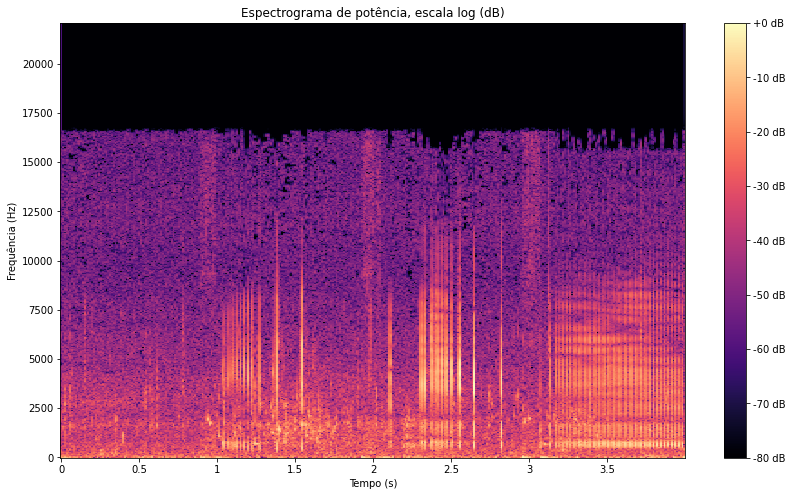 Espectrograma de potência, escala log (dB)
Frequência (Hz)
20000
17500
15000
12500
10000
7500
5000
2500
0
0
0.5
1
1.5
2
2.5
3
3.5
Tempo (s)
+0 dB
-10 dB
-20 dB
-30 dB
-40 dB
-50 dB
-60 dB
-70 dB
-80 dB